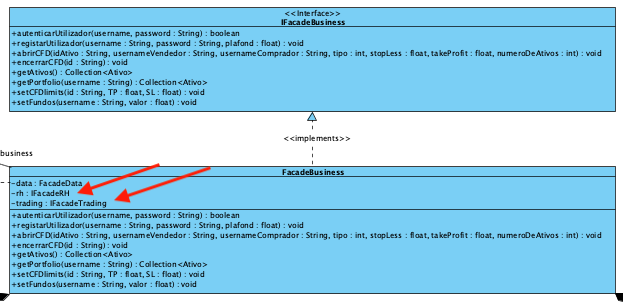 <<Interface>>
IFacadeBusiness
+autenticarUtilizador(username, password : String) : boolean
+registarUtilizador(username : String, password : String, plafond : float) : void
+abrirCFD(idAtivo : String, usernameVendedor : String, usernameComprador : String, tipo : int, stopLess : float, takeProfit : float, numeroDeAtivos : int) : void
+encerrarCFD(id : String) : void
+getAtivos() : Collection<Ativo>
+getPortfolio(username : String) : Collection<Ativo>
+setCFDlimits(id : String, TP : float, SL : float) : void
+setFundos(username : String, valor : float) : void
<<implements>>
business
FacadeBusiness
-data : FacadeData
-rh : IFacadeRH
-trading : IFacadeTrading
+autenticarUtilizador(username, password : String) : boolean
+registarUtilizador(username : String, password : String, plafond : float) : void
+abrirCFD(idAtivo : String, usernameVendedor : String, usernameComprador : String, tipo : int, stopLess : float, takeProfit : float, numeroDeAtivos : int) : void
+encerrarCFD(id : String) : void
+getAtivos() : Collection<Ativo>
+getPortfolio(username : String) : Collection<Ativo>
+setCFDlimits(id : String, TP : float, SL : float) : void
+setFundos(username : String, valor : float) : void